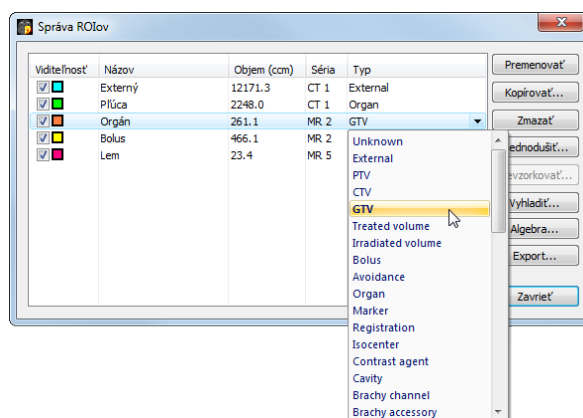 Správa ROIov
Viditeľnosť Názov Objem (ccm) Séria Typ
Externý 12171.3 CT 1 External
Pľúca 2248.0 CT 1 Organ
Orgán 261.1 MR 2 GTV
Bolus 466.1 MR 2
Lem 23.4 MR 5
Unknown
External
PTV
CTV
GTV
Treated volume
Irradiated volume
Bolus
Avoidance
Organ
Marker
Registration
Isocenter
Contrast agent
Cavity
Brachy channel
Brachy accessory
Premenovať
Kopírovať...
Zmazať
ednodušiť...
evzorkovať...
Vyhladiť...
Algebra...
Export...
Zavrieť